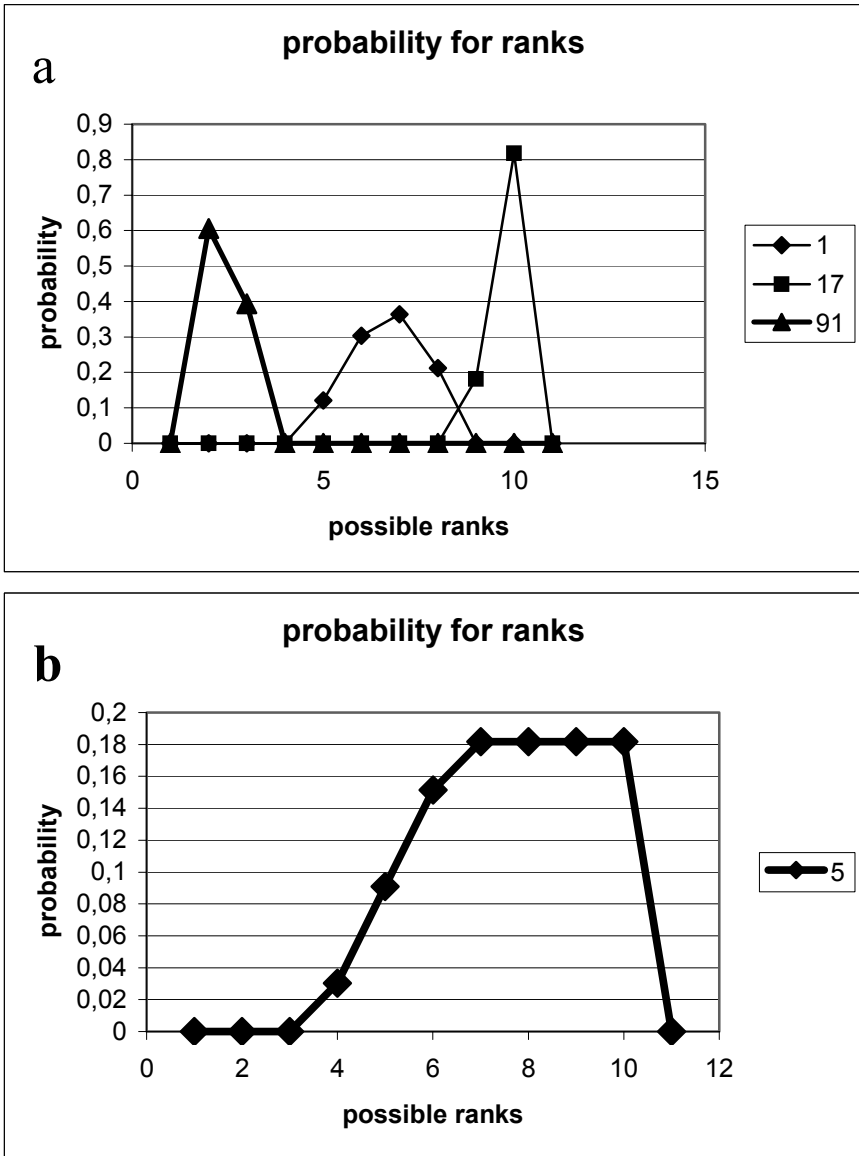 probability for ranks
a
0,9
0,8
0,7
0,6
0,5
0,4
0,3
0,2
0,1
0
probability
0 5 10 15
possible ranks
1
17
91
probability for ranks
b
0,2
0,18
0,16
0,14
0,12
0,1
0,08
0,06
0,04
0,02
0
probability
0 2 4 6 8 10 12
possible ranks
5